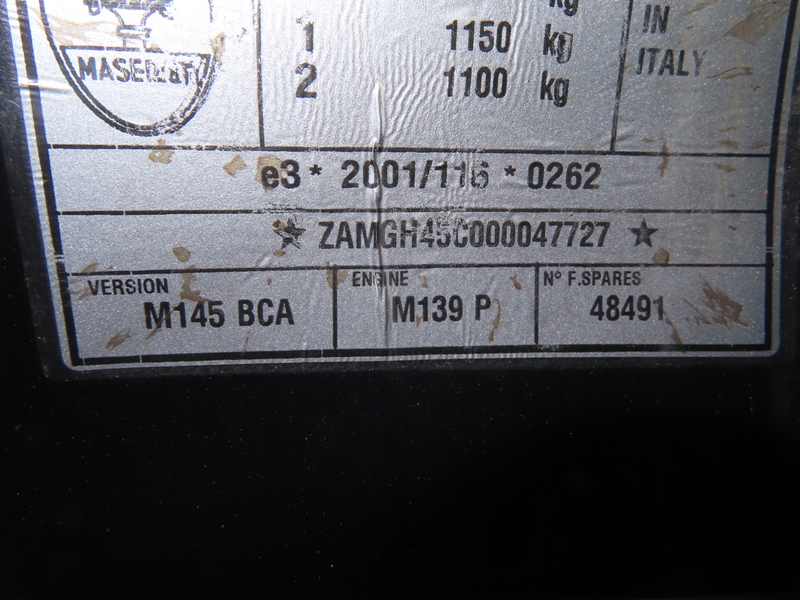 kg
1 1150 kg
2 1100 kg
IN
ITALY
MASERATI
e3 * 2001/116 * 0262
★ ZAMGH45C000047727 ★
VERSION
M145 BCA
ENGINE
M139 P
N° F.SPARES
48491